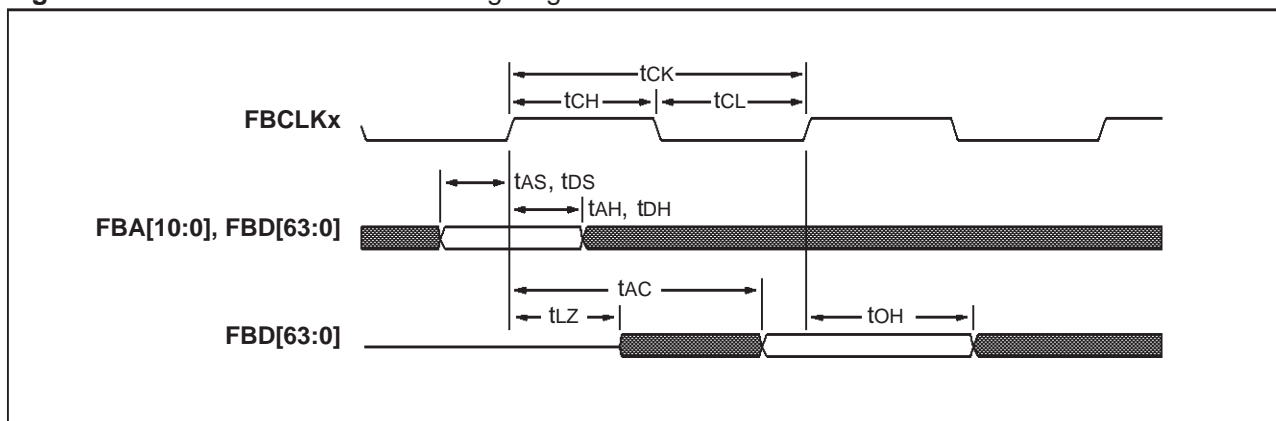 tCK
tCH
tCL
FBCLKx
tAS, tDS
tAH, tDH
FBA[10:0], FBD[63:0]
tAC
tLZ
tOH
FBD[63:0]